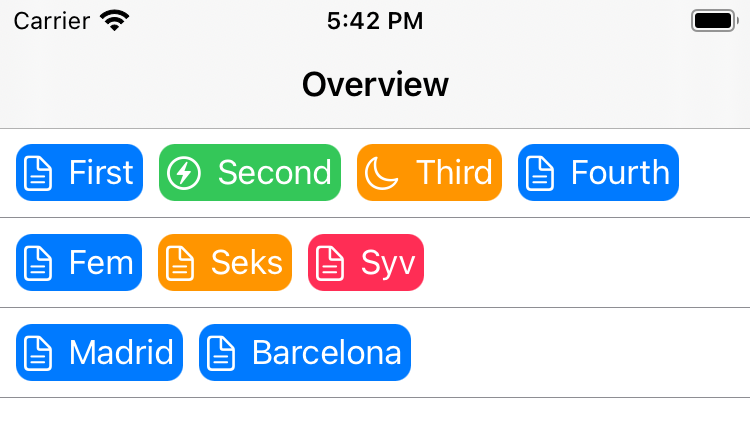 Carrier 5:42 PM
Overview
First Second Third Fourth
Fem Seks Syv
Madrid Barcelona